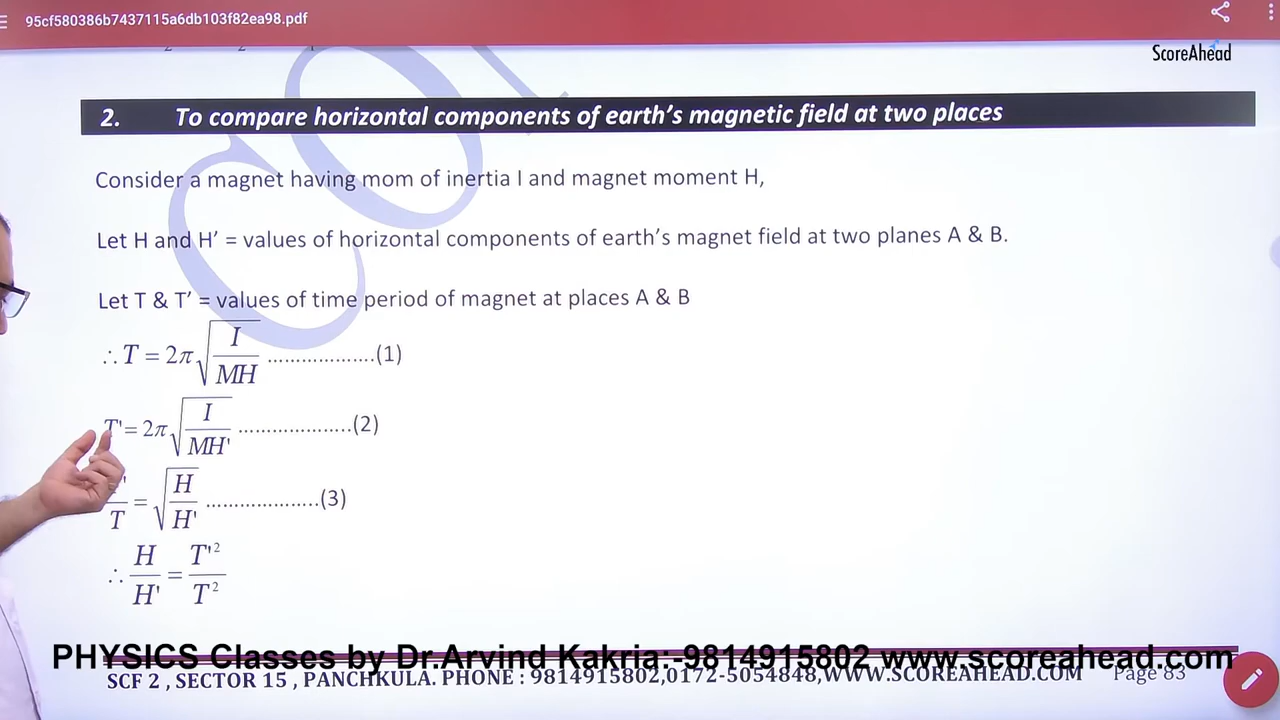 95cf580386b7437115a6db103f82ea98.pdf
ScoreAhead
2. To compare horizontal components of earth's magnetic field at two places
Consider a magnet having mom of inertia I and magnet moment H,
Let H and H' = values of horizontal components of earth's magnet field at two planes A & B.
Let T & T' = values of time period of magnet at places A & B
∴ T = 2π√(I/MH) ...................(1)
T' = 2π√(I/MH') ....................(2)
/T = √(H/H') ....................(3)
∴ H/H' = T'²/T²
PHYSICS Classes by Dr.Arvind Kakria:-9814915802 www.scoreahead.com
SCF 2 , SECTOR 15 , PANCHKULA. PHONE : 9814915802,0172-5054848,WWW.SCOREAHEAD.COM Page 83